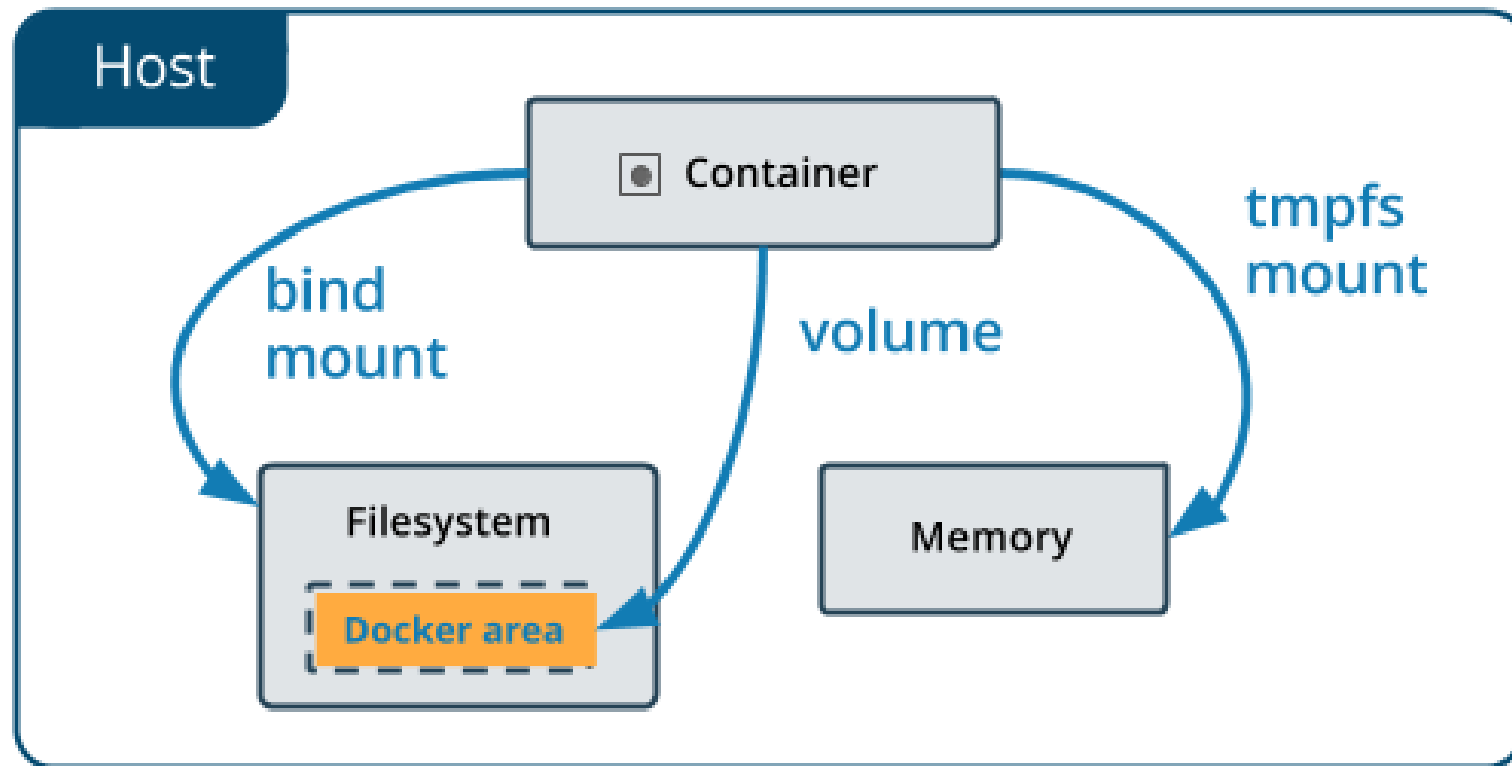 Host
Container
tmpfs
mount
bind
mount
volume
Filesystem
Memory
Docker area